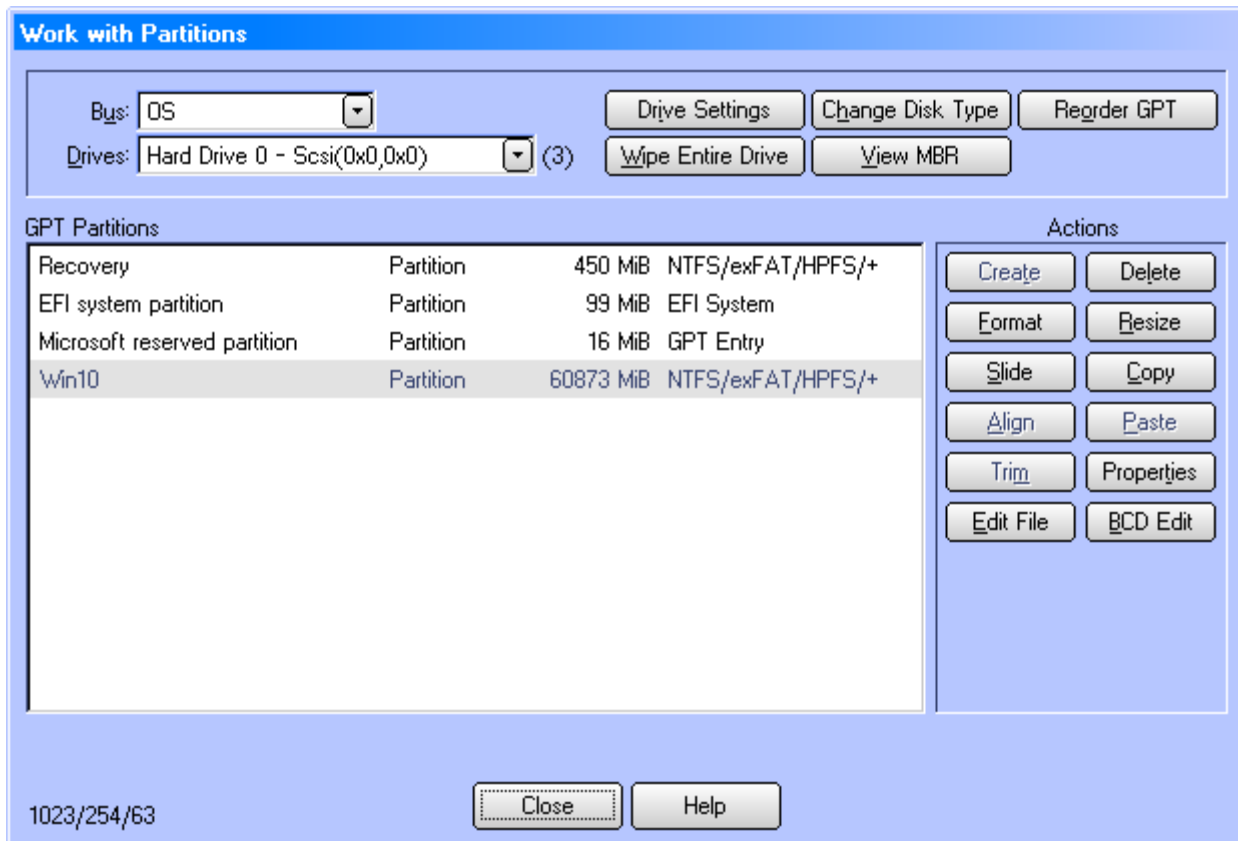 Work with Partitions
Bus: OS
Drive Settings
Change Disk Type
Reorder GPT
Drives: Hard Drive 0 - Scsi(0x0,0x0) (3)
Wipe Entire Drive
View MBR
GPT Partitions
Actions
Recovery Partition 450 MiB NTFS/exFAT/HPFS/+
EFI system partition Partition 99 MiB EFI System
Microsoft reserved partition Partition 16 MiB GPT Entry
Win10 Partition 60873 MiB NTFS/exFAT/HPFS/+
Create Delete
Format Resize
Slide Copy
Align Paste
Trim Properties
Edit File BCD Edit
1023/254/63
Close
Help